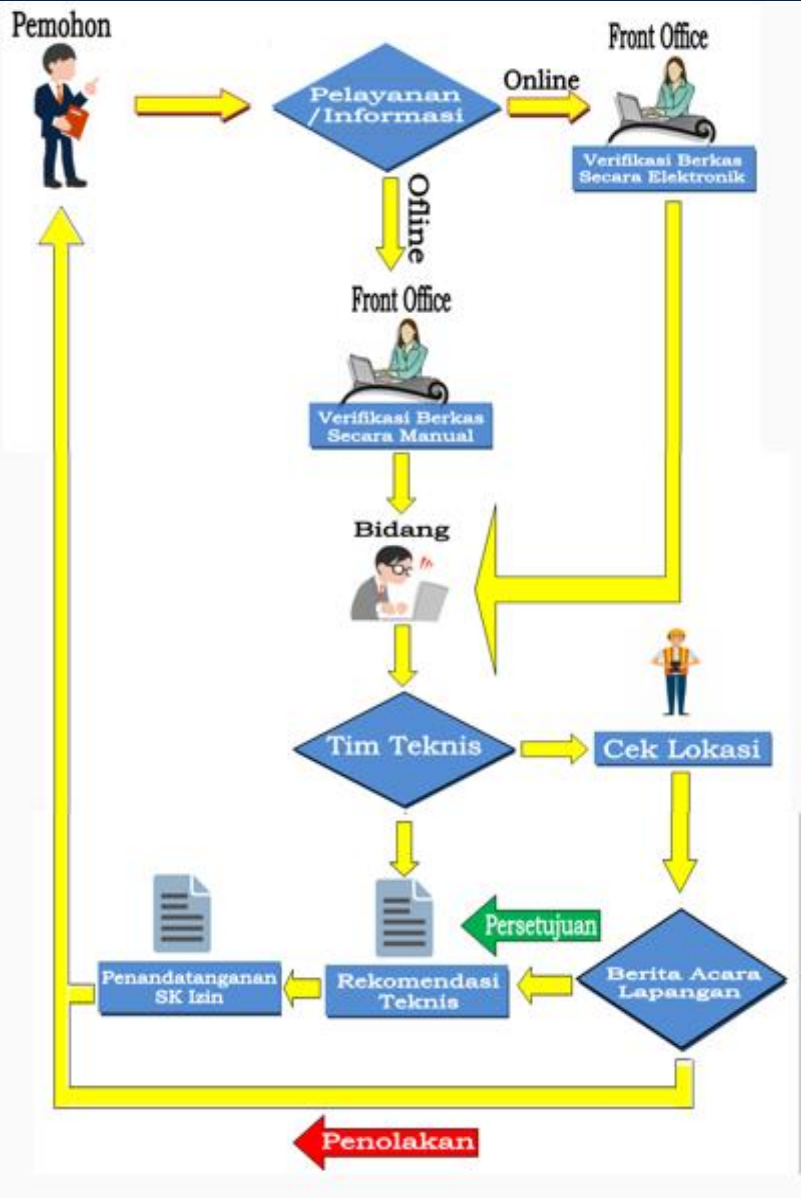 Pemohon
Front Office
Pelayanan
/Informasi
Online
Verifikasi Berkas
Secara Elektronik
Ofline
Front Office
Verifikasi Berkas
Secara Manual
Bidang
Tim Teknis
Cek Lokasi
Persetujuan
Penandatanganan
SK Izin
Rekomendasi
Teknis
Berita Acara
Lapangan
Penolakan